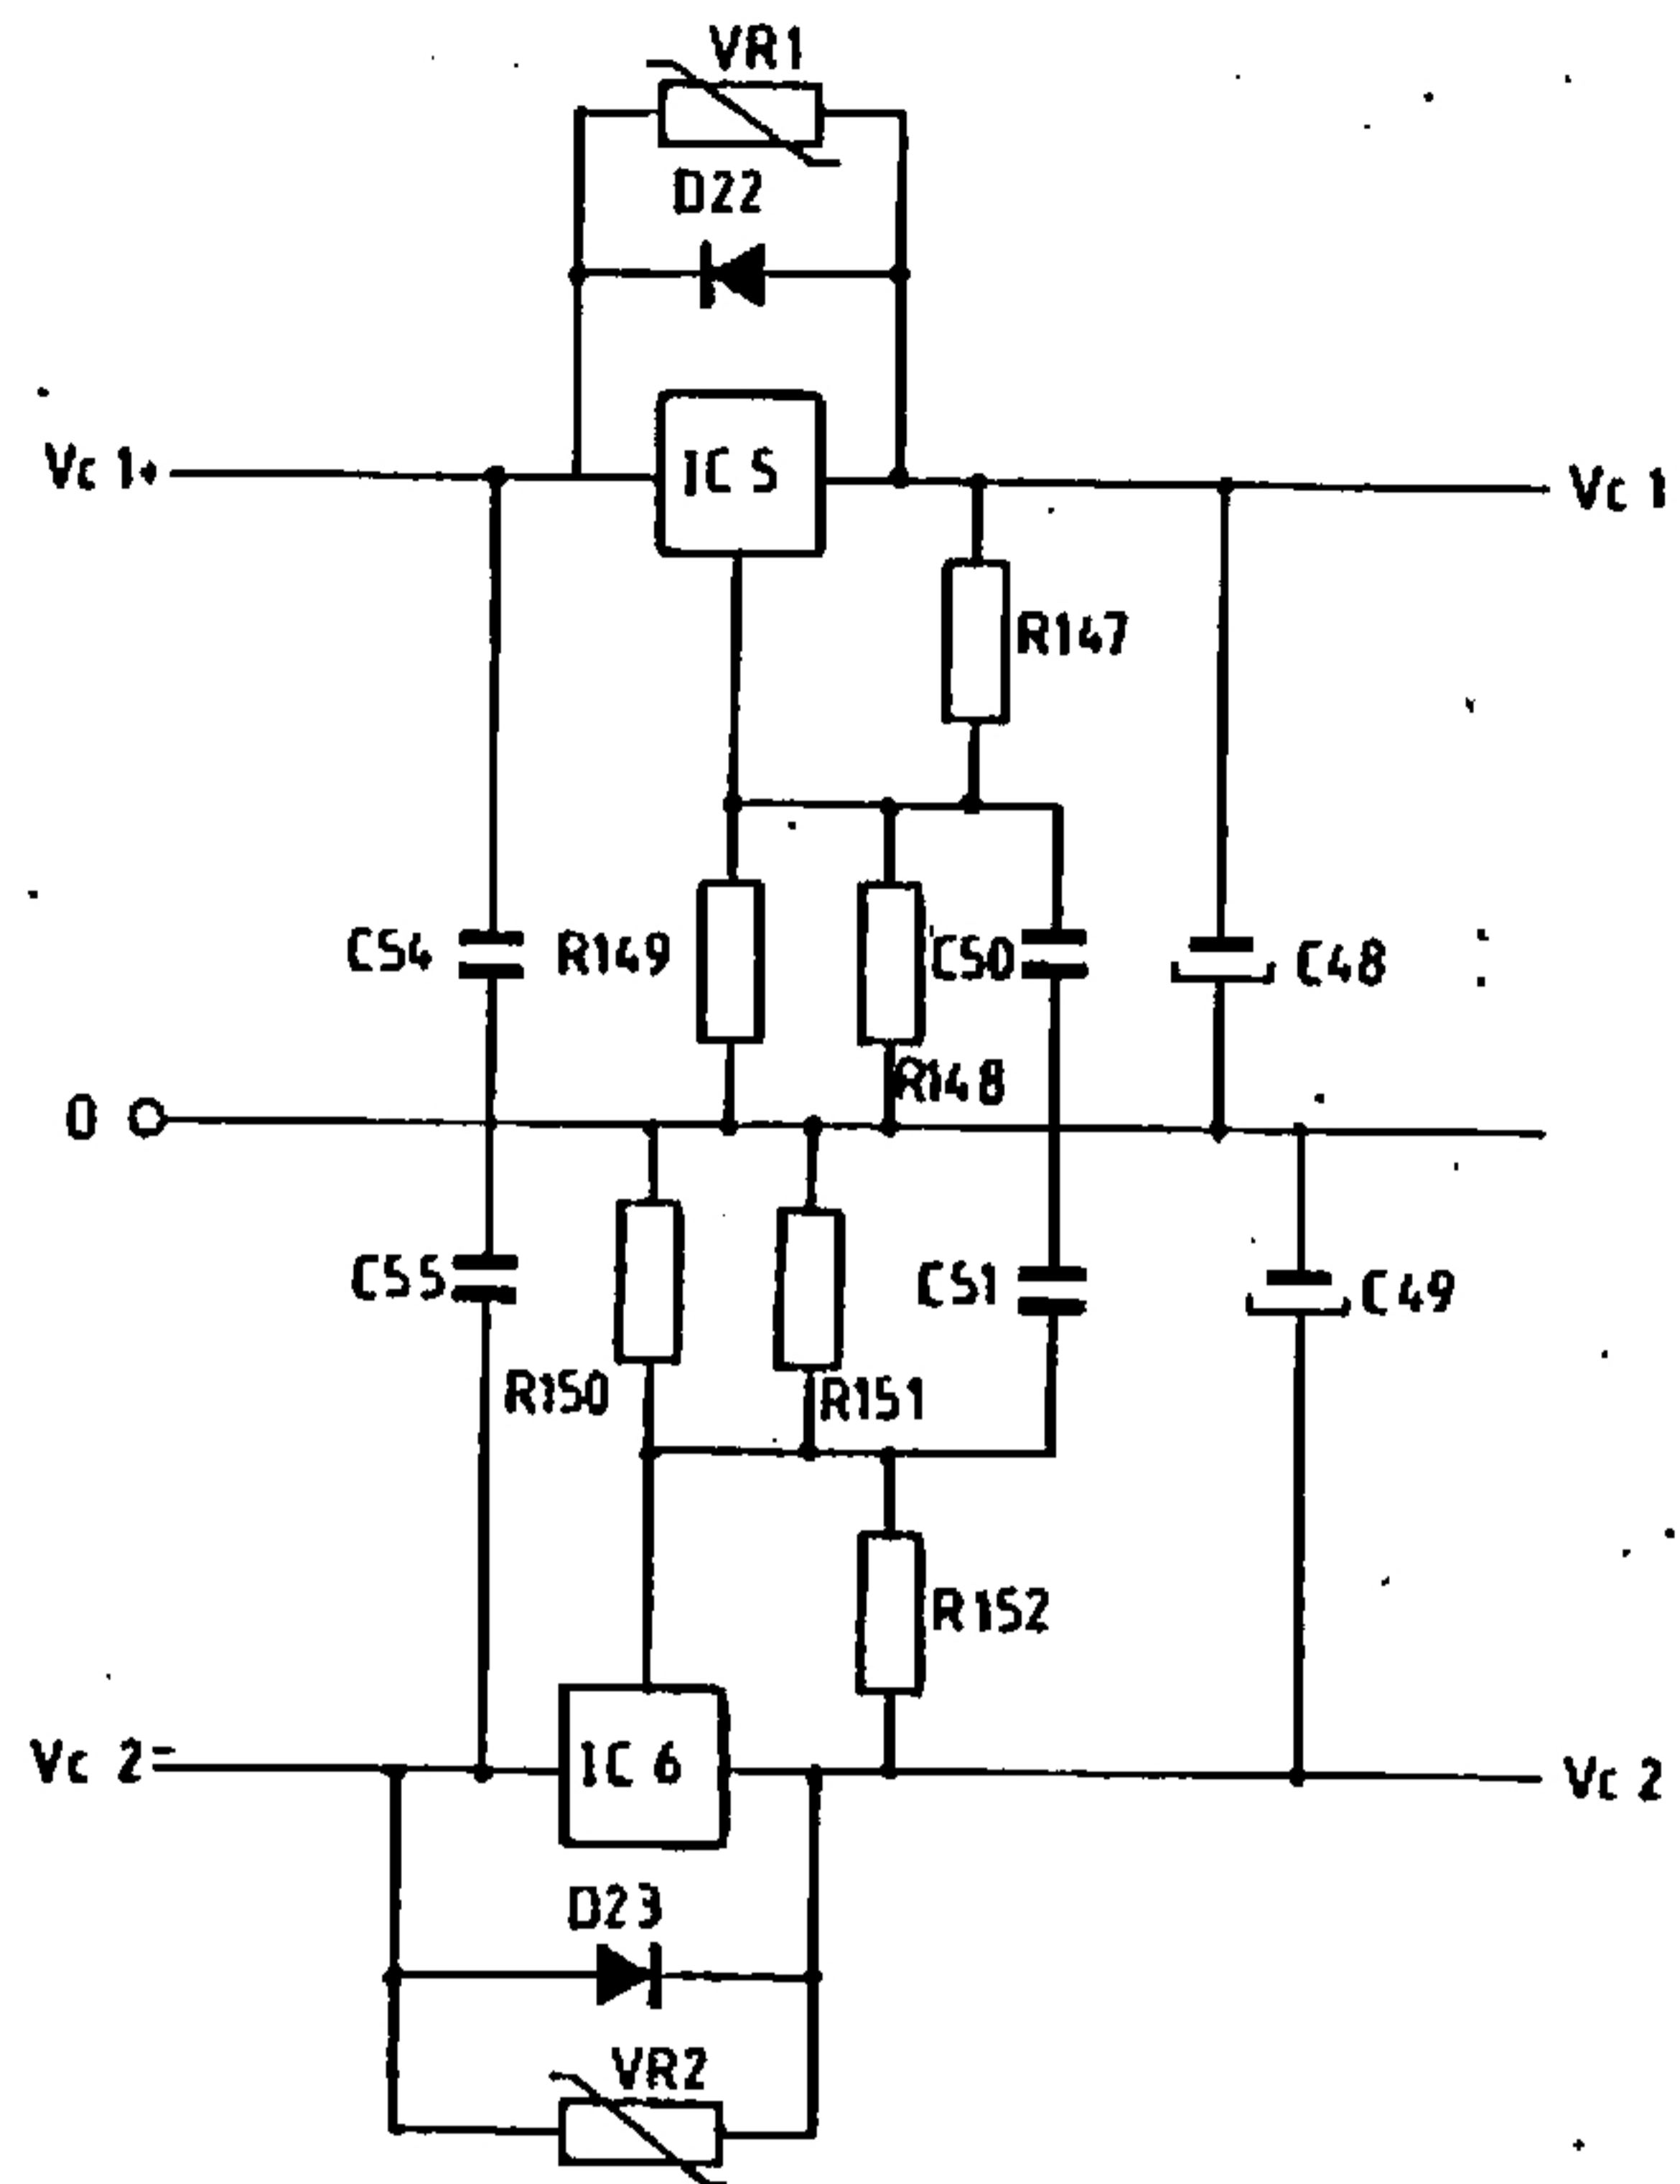 VR1
D22
Vc 1+
IC 5
Vc 1
R147
C54
R149
C50
C48
R148
0
C55
C51
C49
R150
R151
R152
Vc 2-
IC 6
Vc 2
D23
VR2